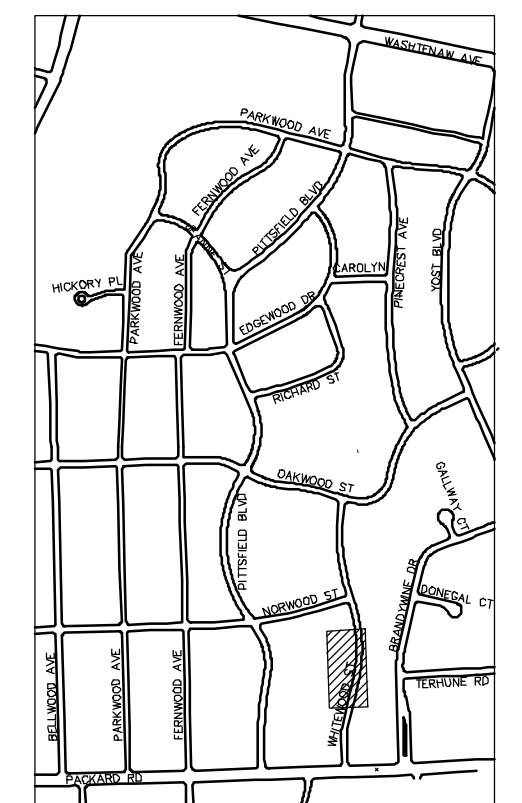 WASHTENAW AVE
PARKWOOD AVE
FERNWOOD AVE
PITTSFIELD BLVD
CAROLYN
PINECREST AVE
YOST BLVD
HICKORY PL
PARKWOOD AVE
FERNWOOD AVE
EDGEWOOD DR
RICHARD ST
OAKWOOD ST
GALLWAY CT
PITTSFIELD BLVD
BRANDYWNE DR
DONEGAL CT
NORWOOD ST
WHITEWOOD ST
TERHUNE RD
BELLWOOD AVE
PARKWOOD AVE
FERNWOOD AVE
PACKARD RD